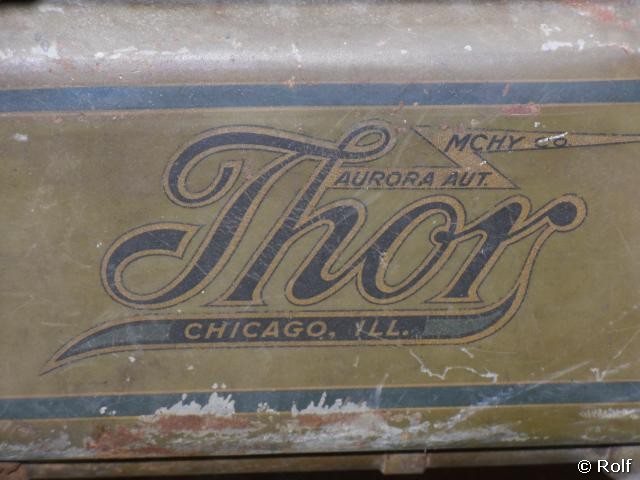 Thor
AURORA AUT.
MCHY Co.
CHICAGO, ILL.
© Rolf